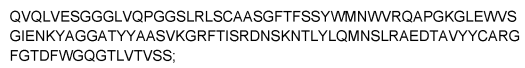 QVQLVESGGGLVQPGGSLRLSCAASGFTFSSYWMNWVRQAPGKGLEWVS
GIENKYAGGATYYAASVKGRFTISRDNSKNTLYLQMNSLRAEDTAVYYCARG
FGTDFWGQGTLVTVSS;